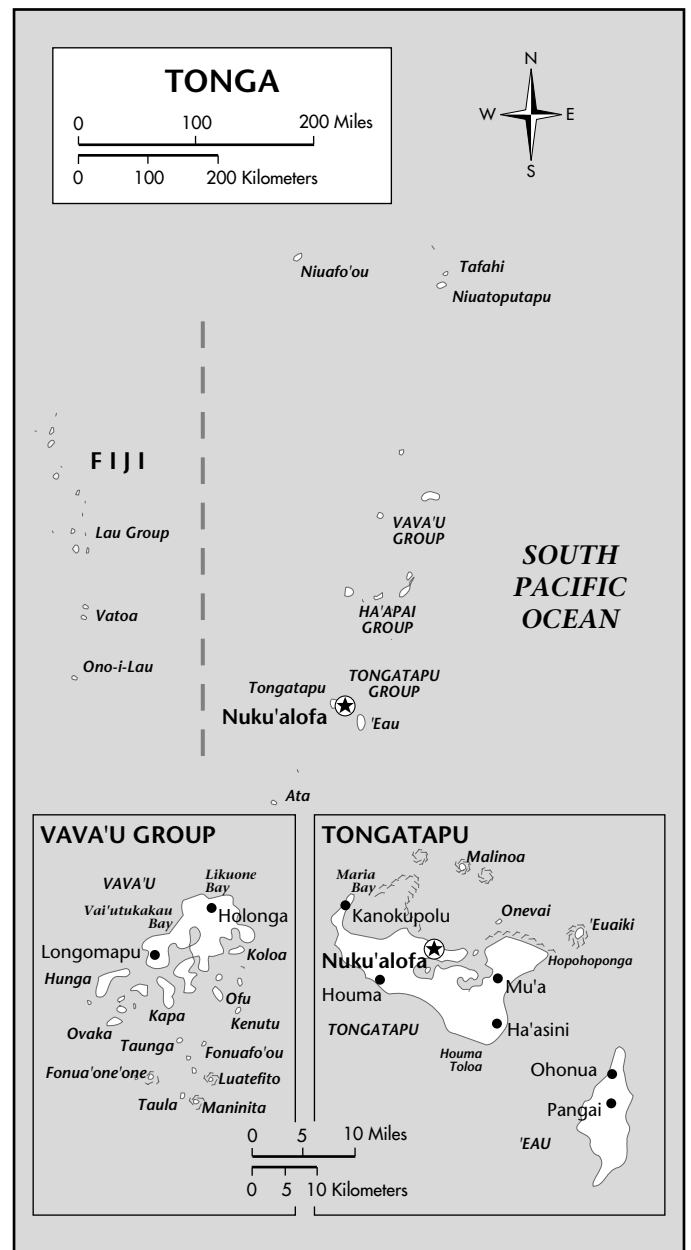 TONGA
0 100 200 Miles
0 100 200 Kilometers
N
W E
S
Niuafo'ou
Tafahi
Niuatoputapu
FIJI
Lau Group
VAVA'U
GROUP
SOUTH
PACIFIC
OCEAN
Vatoa
HA'APAI
GROUP
Ono-i-Lau
Tongatapu
TONGATAPU
GROUP
Nuku'alofa
'Eau
Ata
VAVA'U GROUP
VAVA'U
Likuone
Bay
Vai'utukakau
Bay
Holonga
Longomapu
Koloa
Hunga
Ofu
Kapa
Kenutu
Ovaka
Taunga
Fonuafo'ou
Fonua'one'one
Luatefito
Taula
Maninita
TONGATAPU
Malinoa
Maria
Bay
Kanokupolu
Onevai
'Euaiki
Nuku'alofa
Hopohoponga
Houma
Mu'a
TONGATAPU
Ha'asini
Houma
Toloa
Ohonua
Pangai
'EAU
0 5 10 Miles
0 5 10 Kilometers